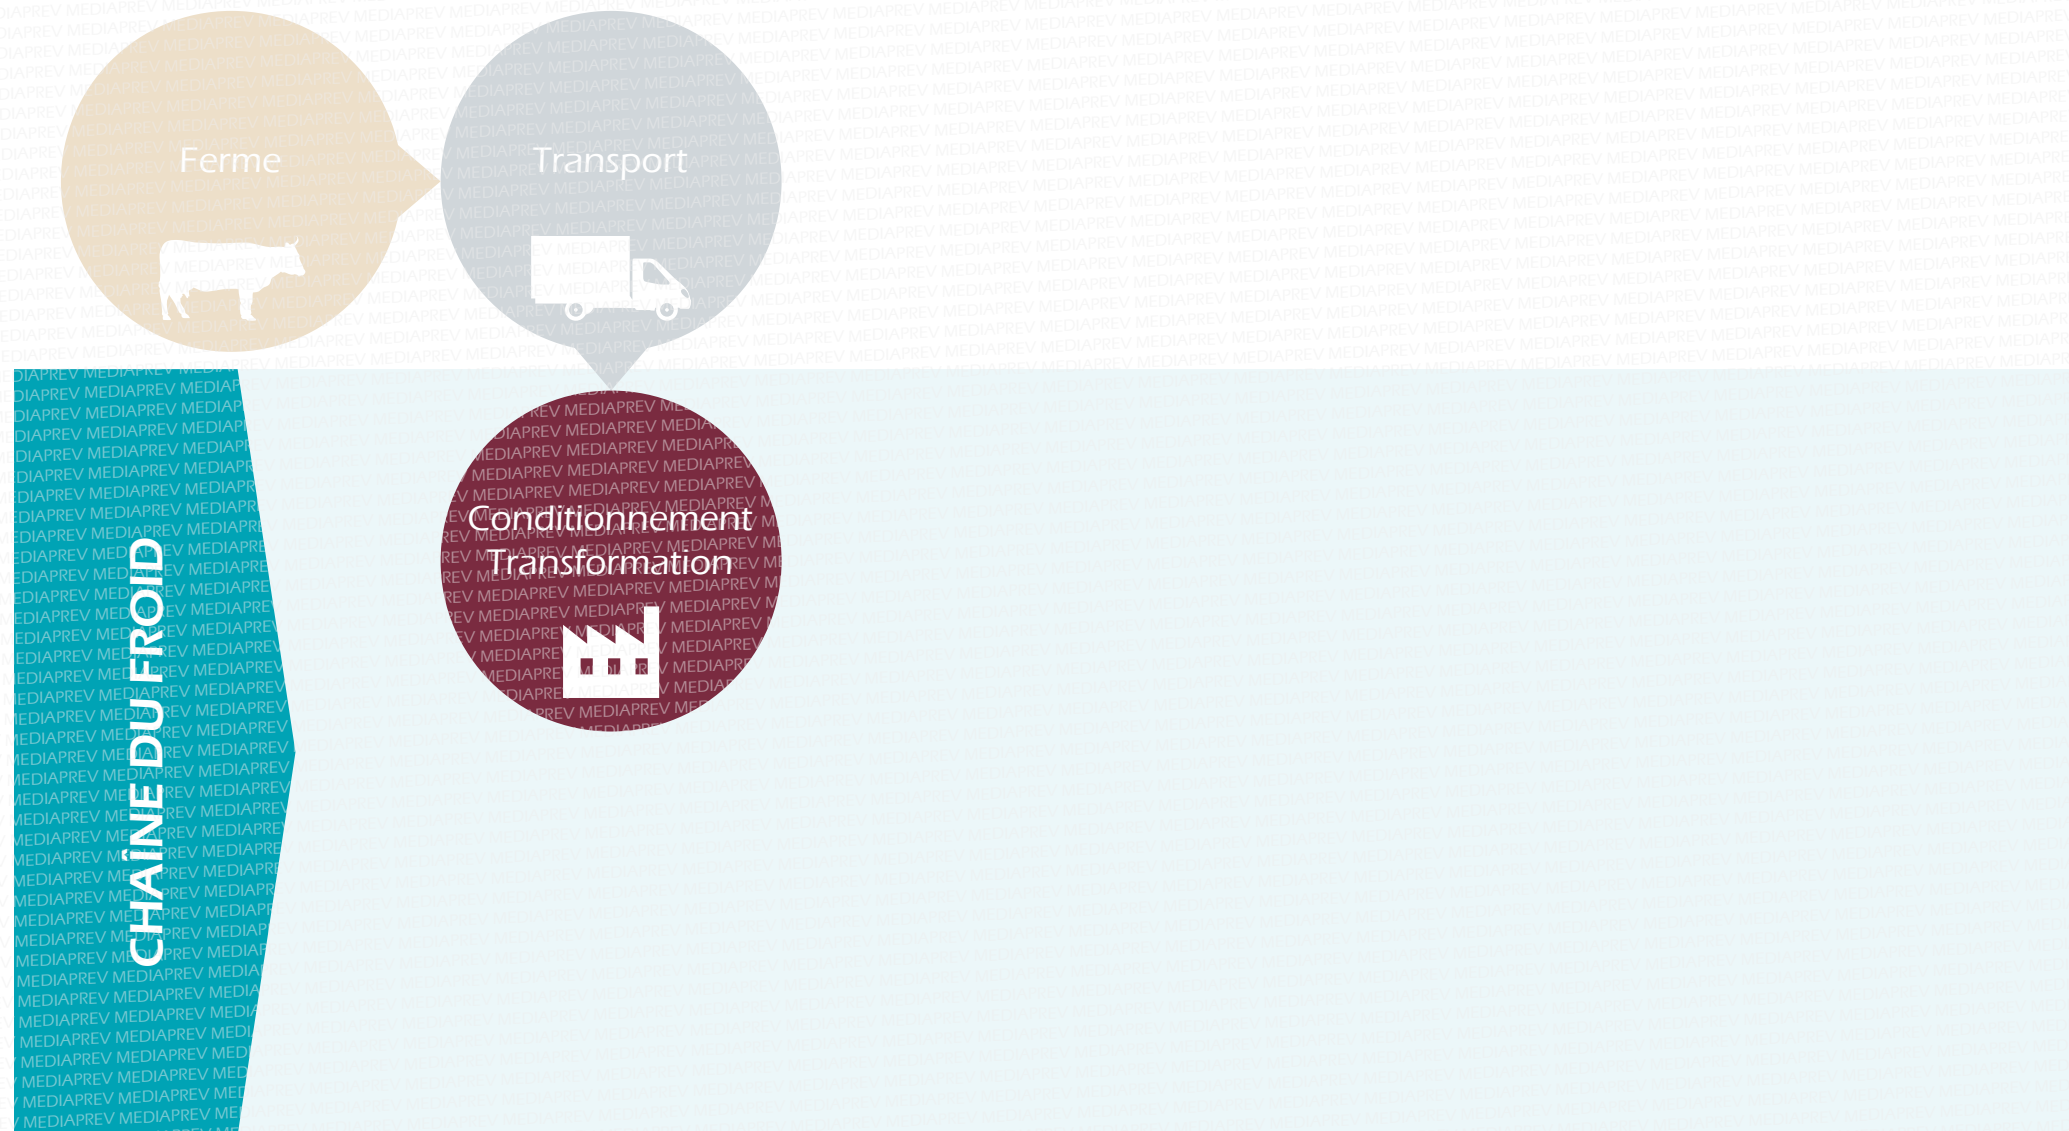 Ferme
Transport
Conditionnement
Transformation
CHAÎNE DU FROID